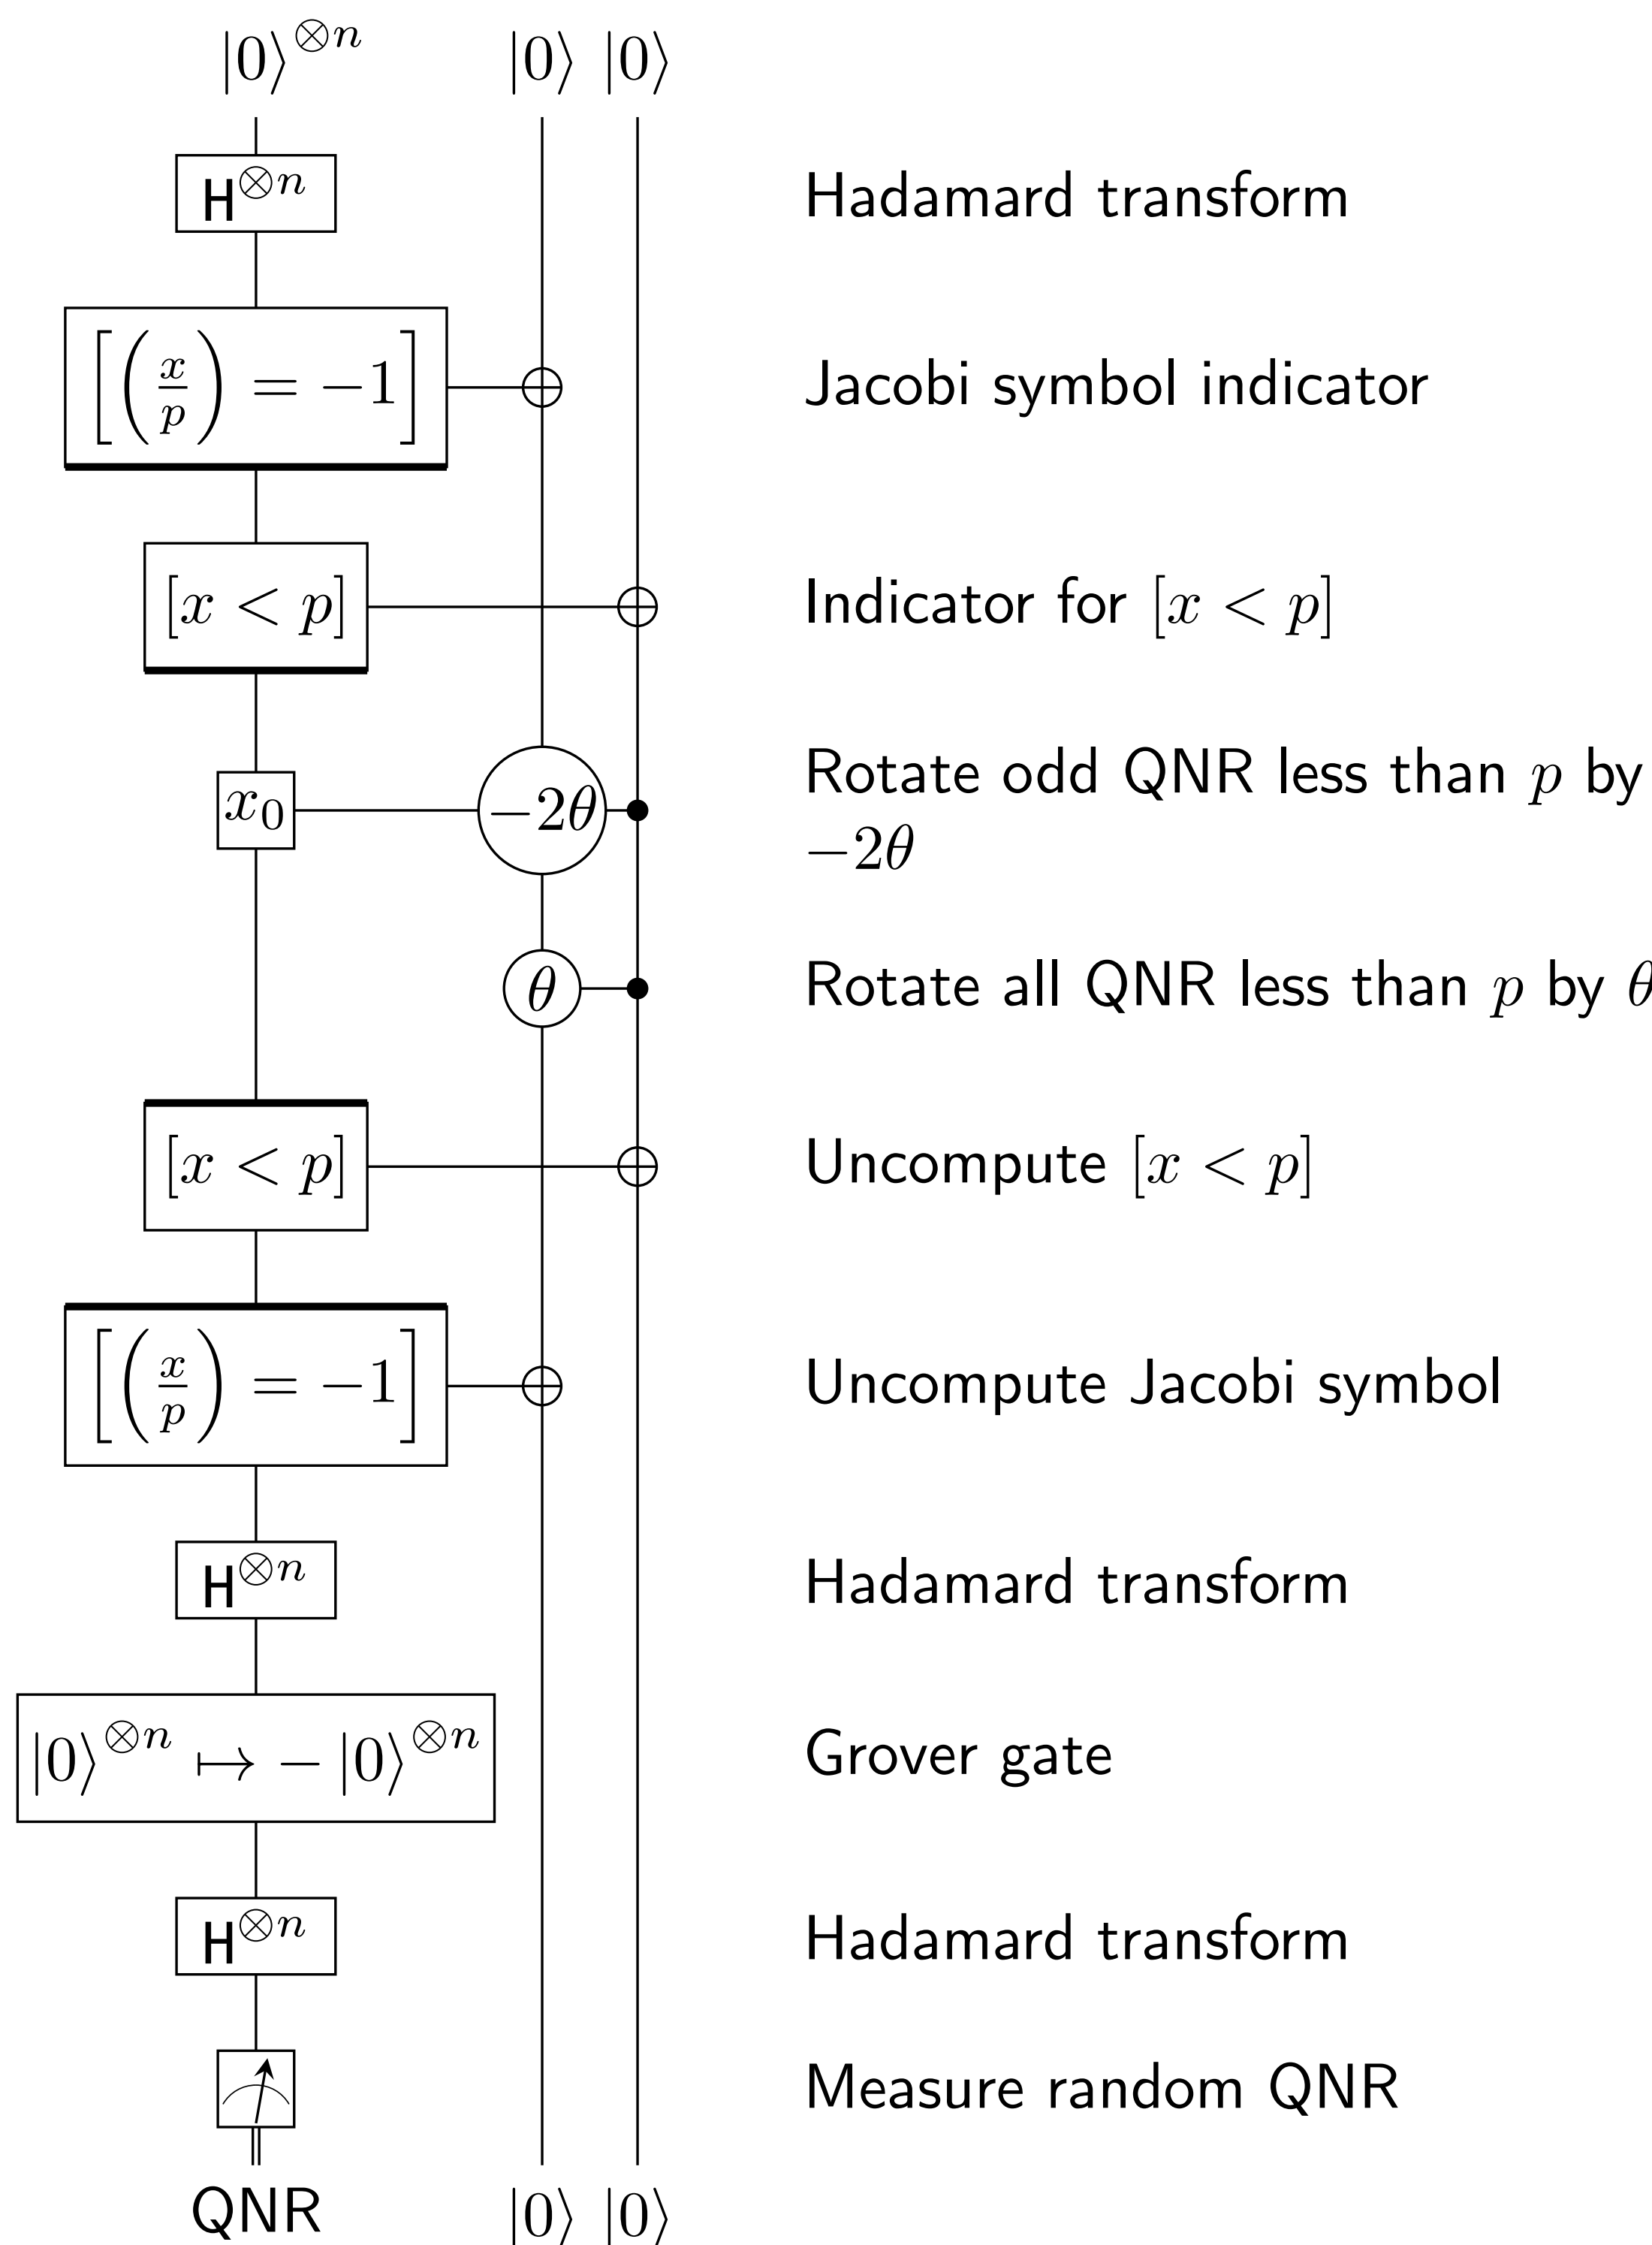 |0⟩^{⊗n} |0⟩ |0⟩
H^{⊗n} Hadamard transform
[(x/p) = −1] Jacobi symbol indicator
[x < p] Indicator for [x < p]
x₀ −2θ Rotate odd QNR less than p by
−2θ
θ Rotate all QNR less than p by θ
[x < p] Uncompute [x < p]
[(x/p) = −1] Uncompute Jacobi symbol
H^{⊗n} Hadamard transform
|0⟩^{⊗n} ↦ −|0⟩^{⊗n} Grover gate
H^{⊗n} Hadamard transform
Measure random QNR
QNR |0⟩ |0⟩